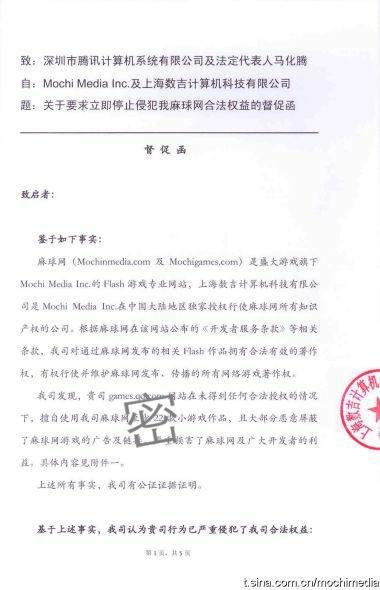 致：深圳市腾讯计算机系统有限公司及法定代表人马化腾
自：Mochi Media Inc.及上海数吉计算机科技有限公司
题：关于要求立即停止侵犯我麻球网合法权益的督促函
督 促 函
致启者：
鉴于如下事实：
麻球网（Mochinmedia.com 及 Mochigames.com）是盛大游戏旗下
Mochi Media Inc.的 Flash 游戏专业网站，上海数吉计算机科技有限公
司是 Mochi Media Inc.在中国大陆地区独家授权行使麻球网所有知识
产权的公司。根据麻球网在该网站公布的《开发者服务条款》等相关
条款，我司对通过麻球网发布的相关 Flash 作品拥有合法有效的著作
权，有权行使并维护麻球网发布、传播的所有网络游戏著作权。
我司发现，贵司 games.qq.com 网站在未得到任何合法授权的情况
下，擅自使用我司麻球网 22 小游戏作品，且大部分恶意屏蔽
了麻球网游戏的广告及链 损害了麻球网及广大开发者的利
益。具体内容见附件一。
上述所有事实，我司有公证证据证明。
基于上述事实，我司认为贵司行为已严重侵犯了我司合法权益：
第 1 页，共 5 页
密
上海数吉计算机
t.sina.com.cn/mochimedia